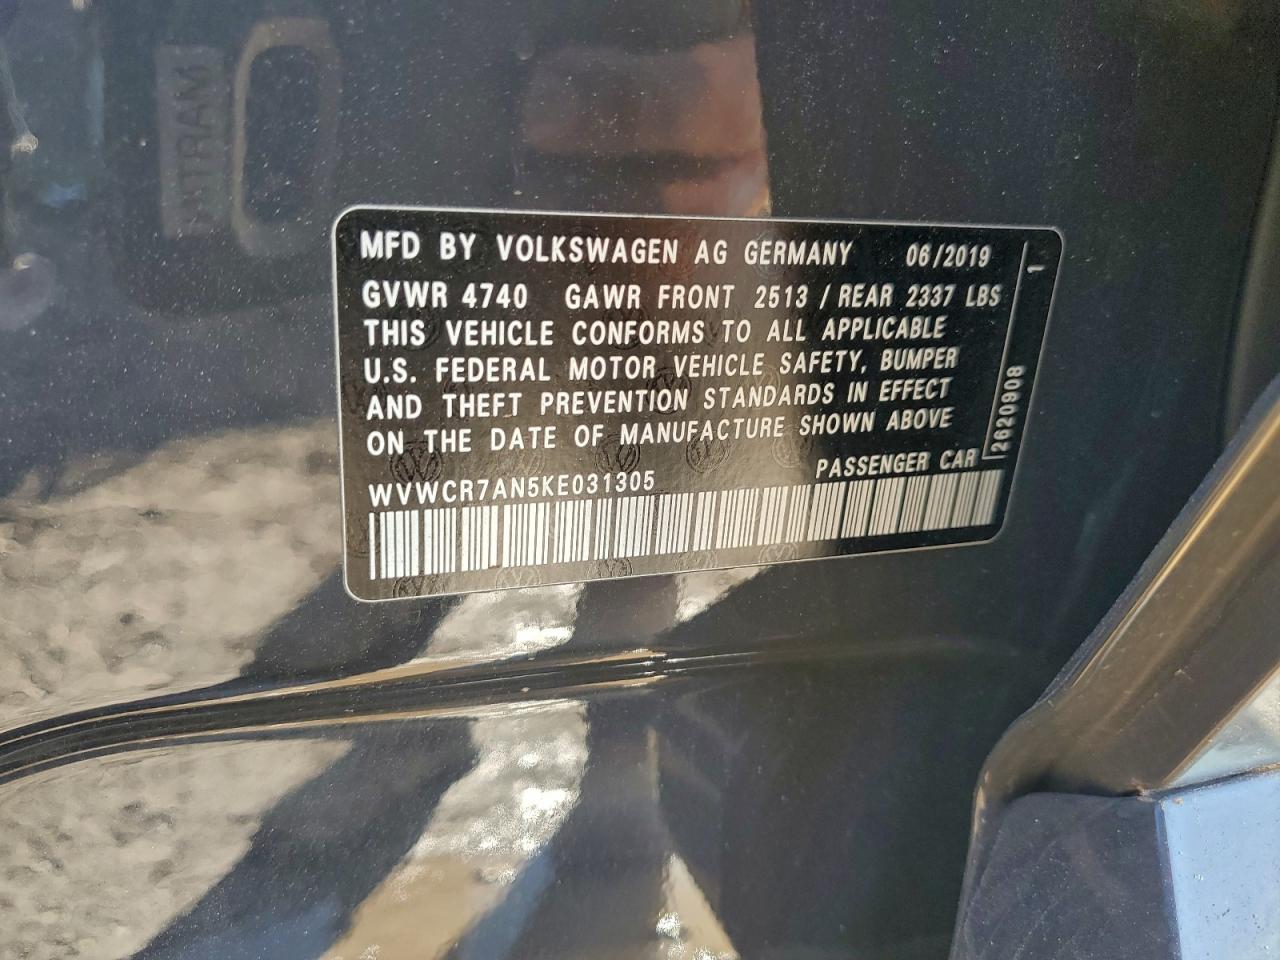 MFD BY VOLKSWAGEN AG GERMANY 06/2019
GVWR 4740 GAWR FRONT 2513 / REAR 2337 LBS
THIS VEHICLE CONFORMS TO ALL APPLICABLE
U.S. FEDERAL MOTOR VEHICLE SAFETY, BUMPER
AND THEFT PREVENTION STANDARDS IN EFFECT
ON THE DATE OF MANUFACTURE SHOWN ABOVE
PASSENGER CAR
WVWCR7AN5KE031305
2620908
1